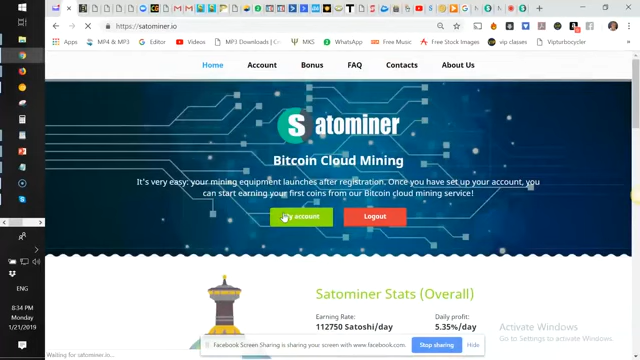 https://satominer.io
Apps
MP4 & MP3
Editor
Videos
MP3 Downloads | C
MKS
WhatsApp
Free Music
Free Stock Images
vip classes
Vipturbocycler
Home
Account
Bonus
FAQ
Contacts
About Us
Satominer
Bitcoin Cloud Mining
It's very easy: your mining equipment launches after registration. Once you have set up your account, you
can start earning your first coins from our Bitcoin cloud mining service!
My account
Logout
Satominer Stats (Overall)
Earning Rate:
Daily profit:
112750 Satoshi/day
5.35%/day
Activate Windows
Go to Settings to activate Windows.
Facebook Screen Sharing is sharing your screen with www.facebook.com.
Stop sharing
Hide
Waiting for satominer.io...
ENG
8:34 PM
Monday
1/21/2019